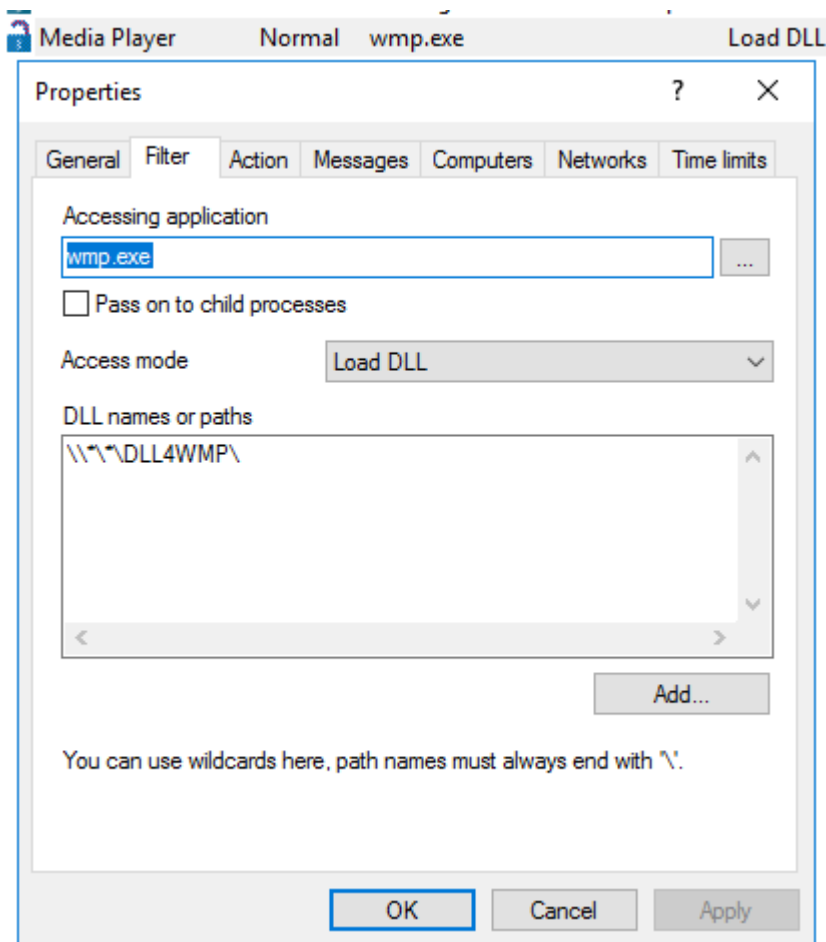 Media Player Normal wmp.exe Load DLL
Properties ?
General Filter Action Messages Computers Networks Time limits
Accessing application
wmp.exe ...
Pass on to child processes
Access mode Load DLL
DLL names or paths
\\*\*\DLL4WMP\
Add...
You can use wildcards here, path names must always end with '\'.
OK Cancel Apply